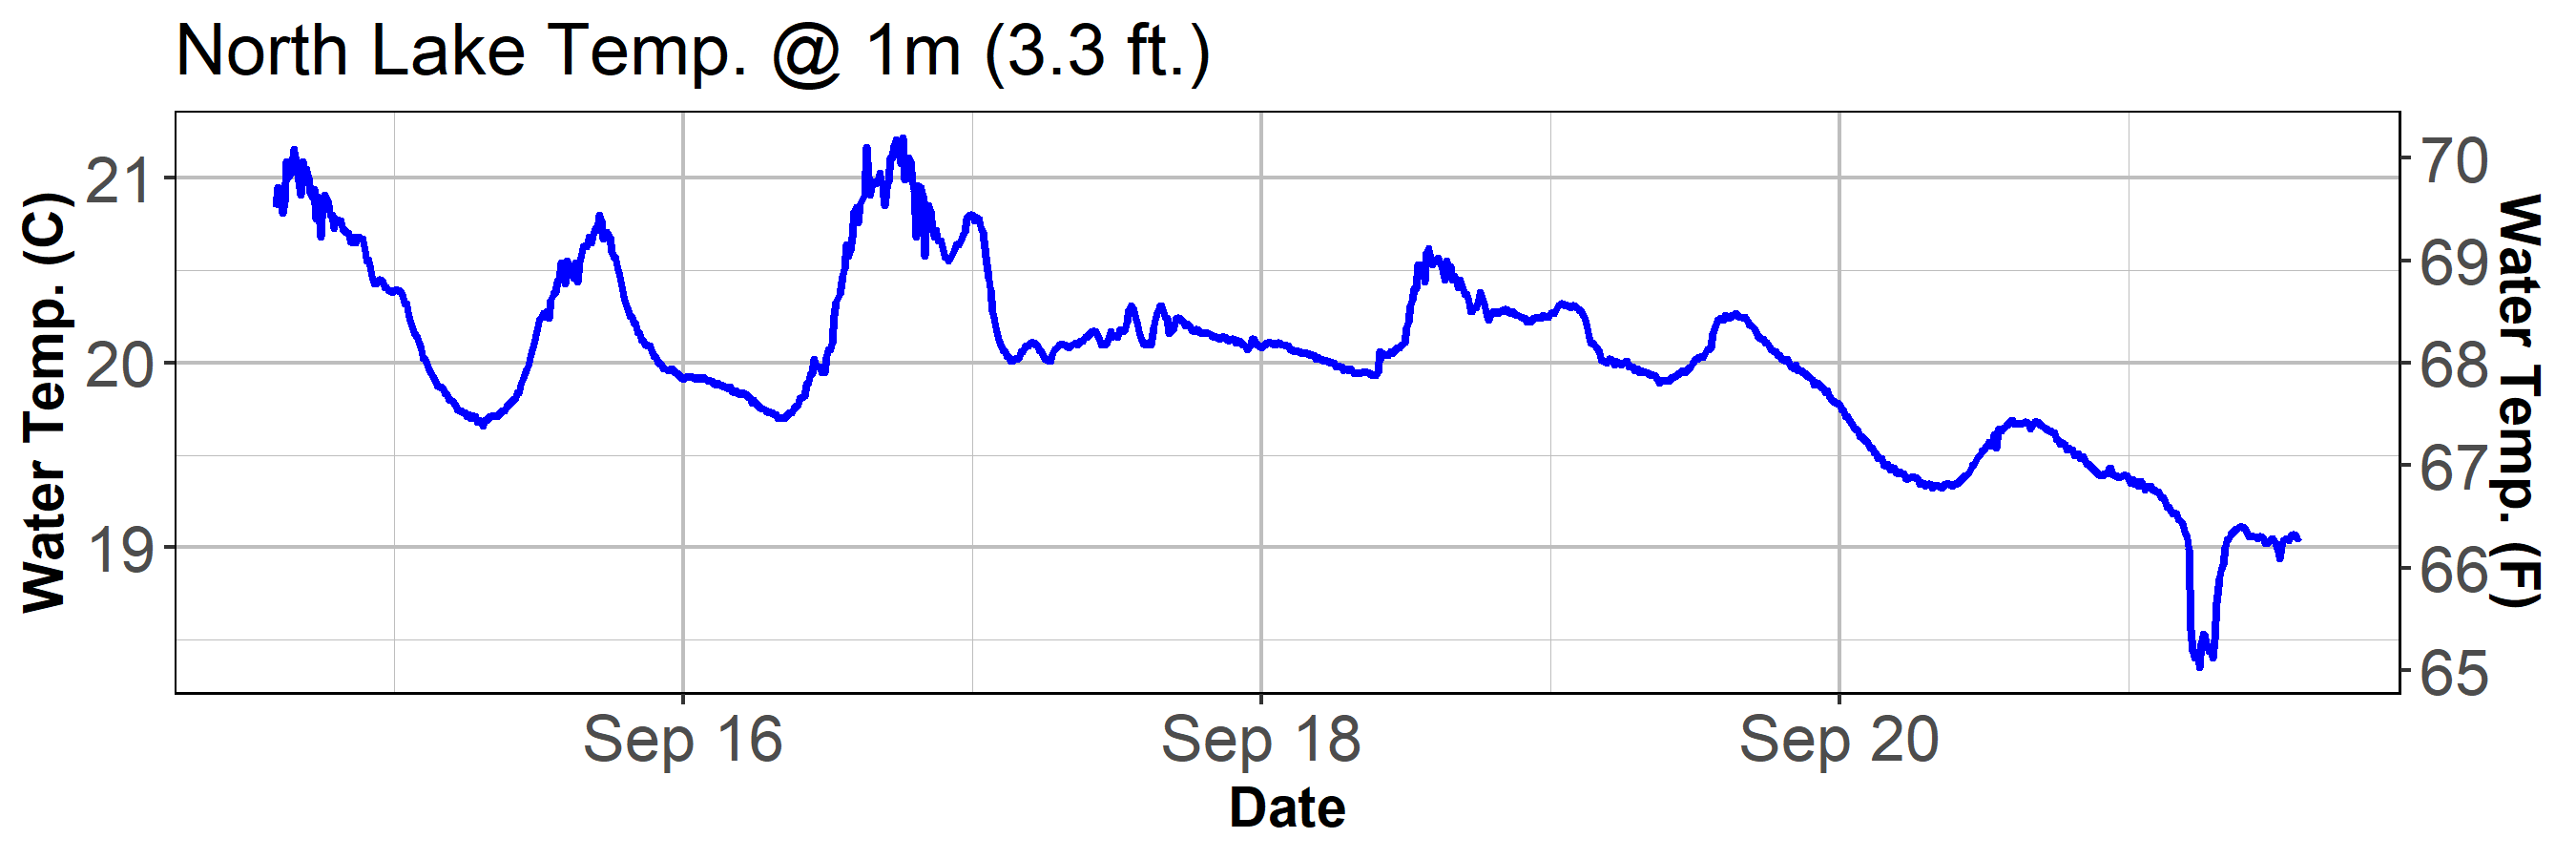 North Lake Temp. @ 1m (3.3 ft.)
Water Temp. (C)
21
20
19
70
69
68
67
66
65
Water Temp. (F)
Sep 16
Sep 18
Sep 20
Date